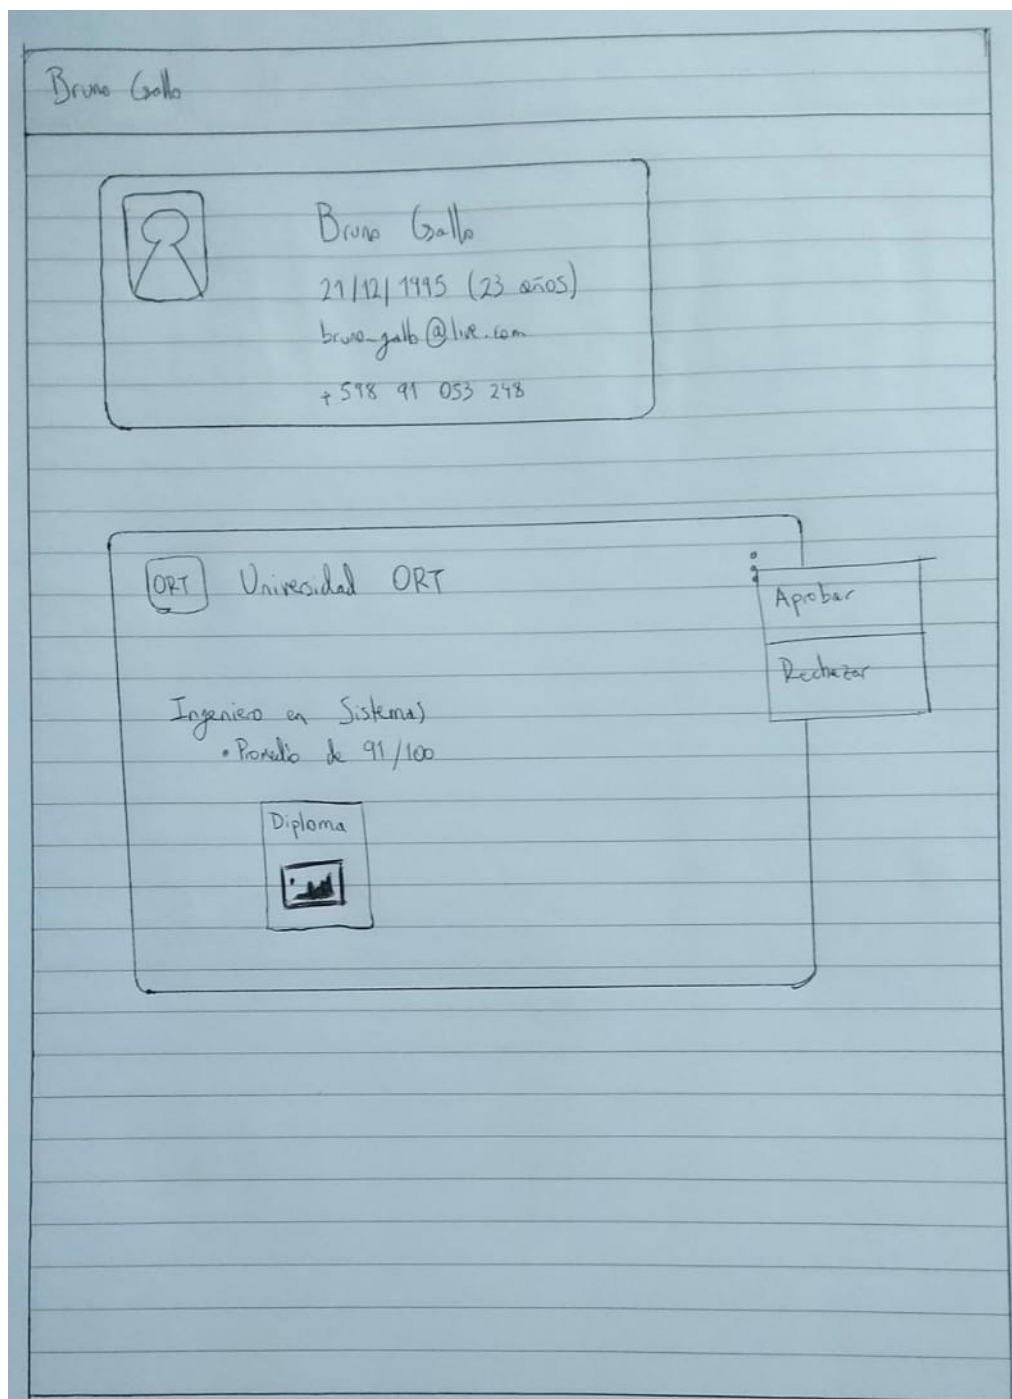 Bruno Gallo
Bruno Gallo
21/12/1995 (23 años)
bruno_gallo@live.com
+598 91 053 248
ORT Universidad ORT
Aprobar
Rechazar
Ingeniero en Sistemas
• Promedio de 91/100
Diploma